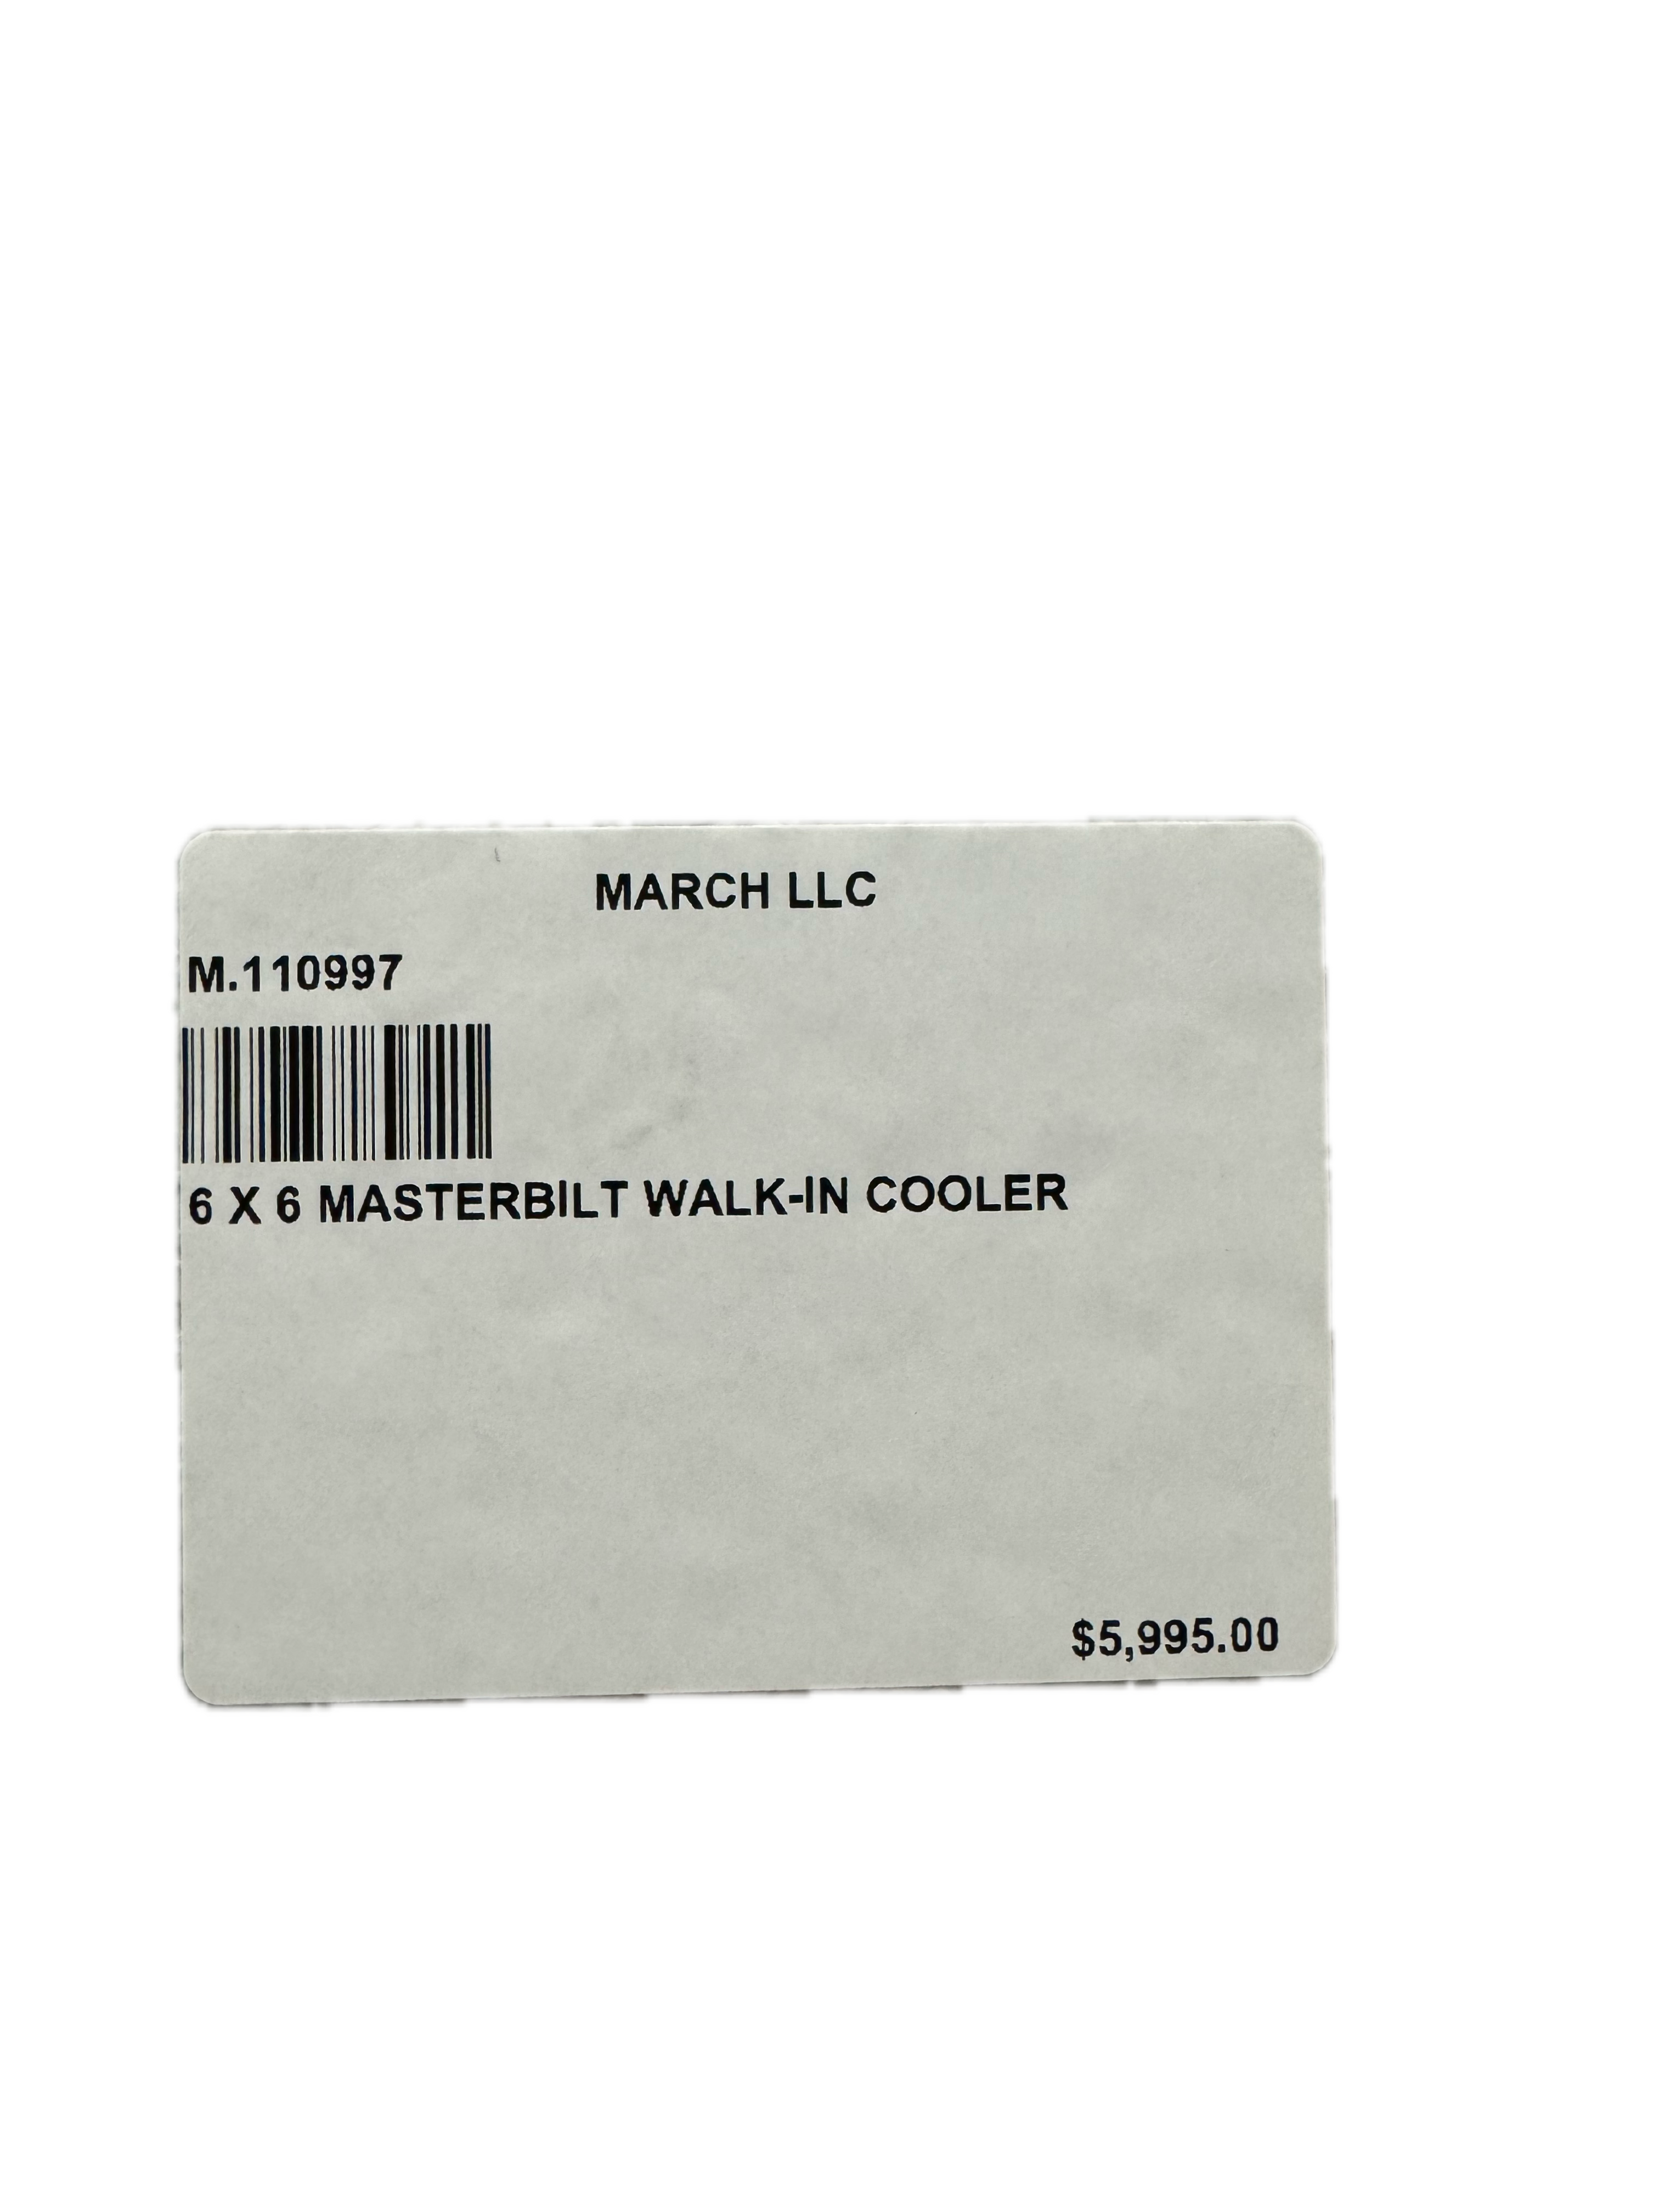 MARCH LLC
M.110997
6 X 6 MASTERBILT WALK-IN COOLER
$5,995.00